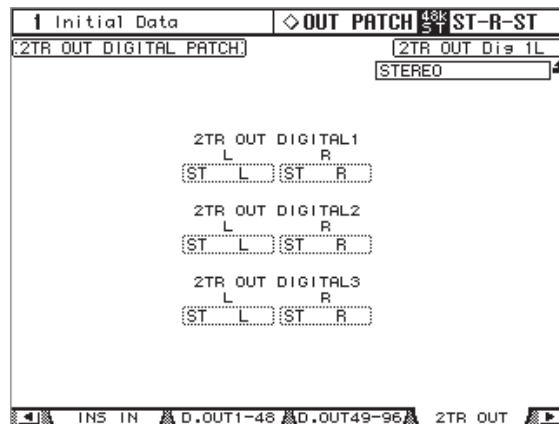 1 Initial Data ◇OUT PATCH 48k ST ST-R-ST
2TR OUT DIGITAL PATCH 2TR OUT Dig 1L
STEREO
2TR OUT DIGITAL1
L R
ST L ST R
2TR OUT DIGITAL2
L R
ST L ST R
2TR OUT DIGITAL3
L R
ST L ST R
INS IN D.OUT1-48 D.OUT49-96 2TR OUT